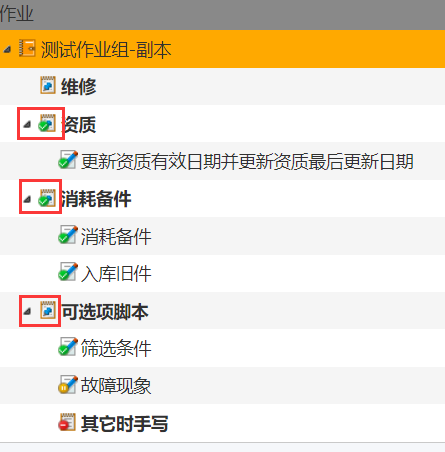 作业
测试作业组-副本
维修
资质
更新资质有效日期并更新资质最后更新日期
消耗备件
消耗备件
入库旧件
可选项脚本
筛选条件
故障现象
其它时手写